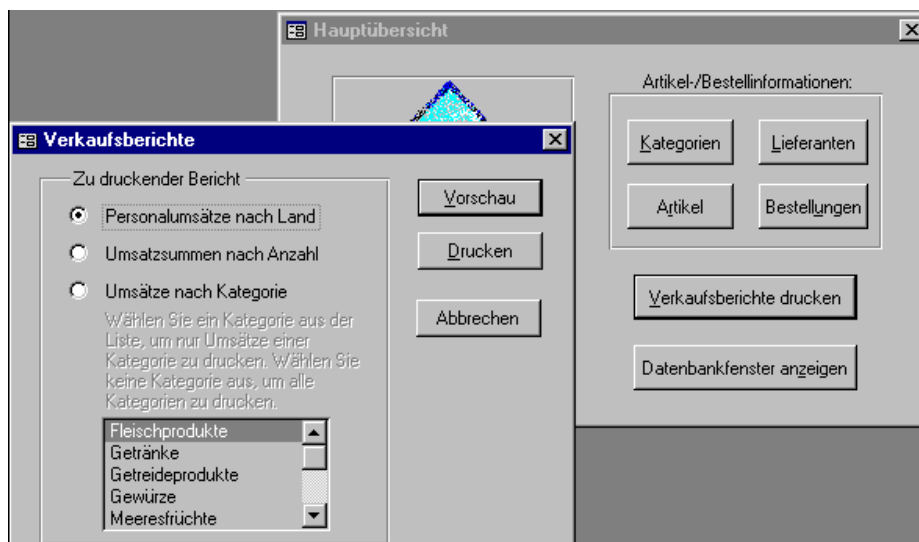 Hauptübersicht
Artikel-/Bestellinformationen:
Kategorien
Lieferanten
Artikel
Bestellungen
Verkaufsberichte drucken
Datenbankfenster anzeigen
Verkaufsberichte
Zu druckender Bericht
Personalumsätze nach Land
Umsatzsummen nach Anzahl
Umsätze nach Kategorie
Wählen Sie ein Kategorie aus der
Liste, um nur Umsätze einer
Kategorie zu drucken. Wählen Sie
keine Kategorie aus, um alle
Kategorien zu drucken.
Fleischprodukte
Getränke
Getreideprodukte
Gewürze
Meeresfrüchte
Vorschau
Drucken
Abbrechen